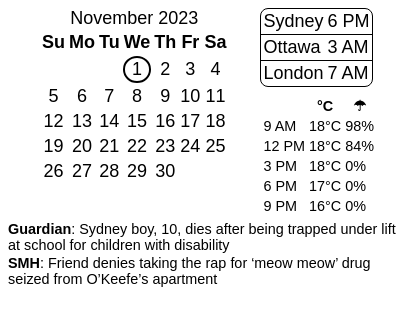 November 2023
Su Mo Tu We Th Fr Sa
1 2 3 4
5 6 7 8 9 10 11
12 13 14 15 16 17 18
19 20 21 22 23 24 25
26 27 28 29 30
Sydney 6 PM
Ottawa 3 AM
London 7 AM
°C ☂
9 AM 18°C 98%
12 PM 18°C 84%
3 PM 18°C 0%
6 PM 17°C 0%
9 PM 16°C 0%
Guardian: Sydney boy, 10, dies after being trapped under lift
at school for children with disability
SMH: Friend denies taking the rap for ‘meow meow’ drug
seized from O’Keefe’s apartment